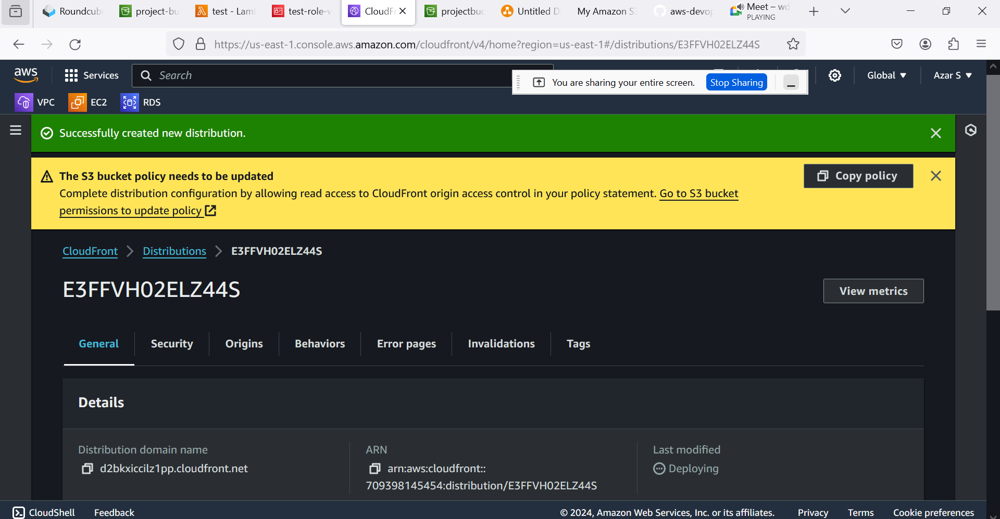 Roundcub
project-bu
test - Lam
test-role-v
CloudF
projectbuc
Untitled D
My Amazon S3
aws-devop
Meet – wd
PLAYING
https://us-east-1.console.aws.amazon.com/cloudfront/v4/home?region=us-east-1#/distributions/E3FFVH02ELZ44S
aws
Services
Search
You are sharing your entire screen.
Stop Sharing
Global
Azar S
VPC
EC2
RDS
Successfully created new distribution.
The S3 bucket policy needs to be updated
Copy policy
Complete distribution configuration by allowing read access to CloudFront origin access control in your policy statement. Go to S3 bucket
permissions to update policy
CloudFront
Distributions
E3FFVH02ELZ44S
E3FFVH02ELZ44S
View metrics
General
Security
Origins
Behaviors
Error pages
Invalidations
Tags
Details
Distribution domain name
d2bkxiccilz1pp.cloudfront.net
ARN
arn:aws:cloudfront::
709398145454:distribution/E3FFVH02ELZ44S
Last modified
Deploying
CloudShell
Feedback
© 2024, Amazon Web Services, Inc. or its affiliates.
Privacy
Terms
Cookie preferences